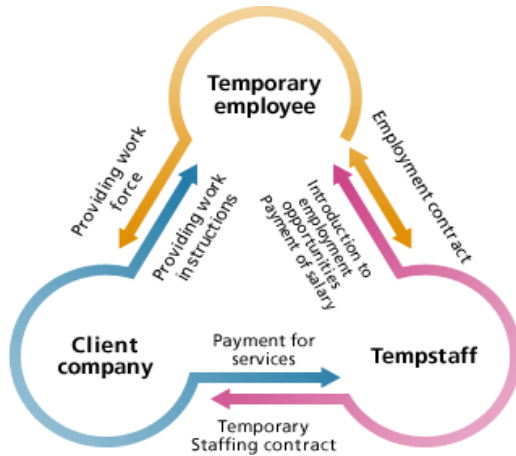 Temporary
employee
Providing work
force
Providing work
instructions
Employment contract
Introduction to
employment
opportunities
Payment of salary
Client
company
Payment for
services
Tempstaff
Temporary
Staffing contract